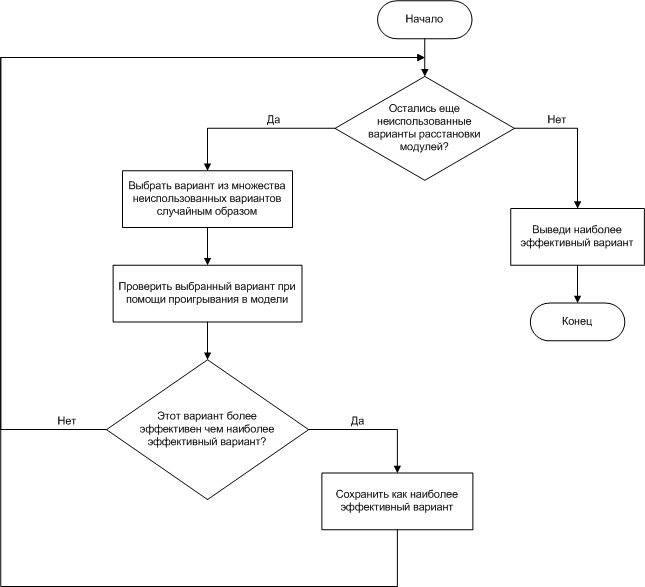 Начало
Остались еще
неиспользованные
варианты расстановки
модулей?
Да
Нет
Выбрать вариант из множества
неиспользованных вариантов
случайным образом
Выведи наиболее
эффективный вариант
Проверить выбранный вариант при
помощи проигрывания в модели
Конец
Этот вариант более
эффективен чем наиболее
эффективный вариант?
Нет
Да
Сохранить как наиболее
эффективный вариант